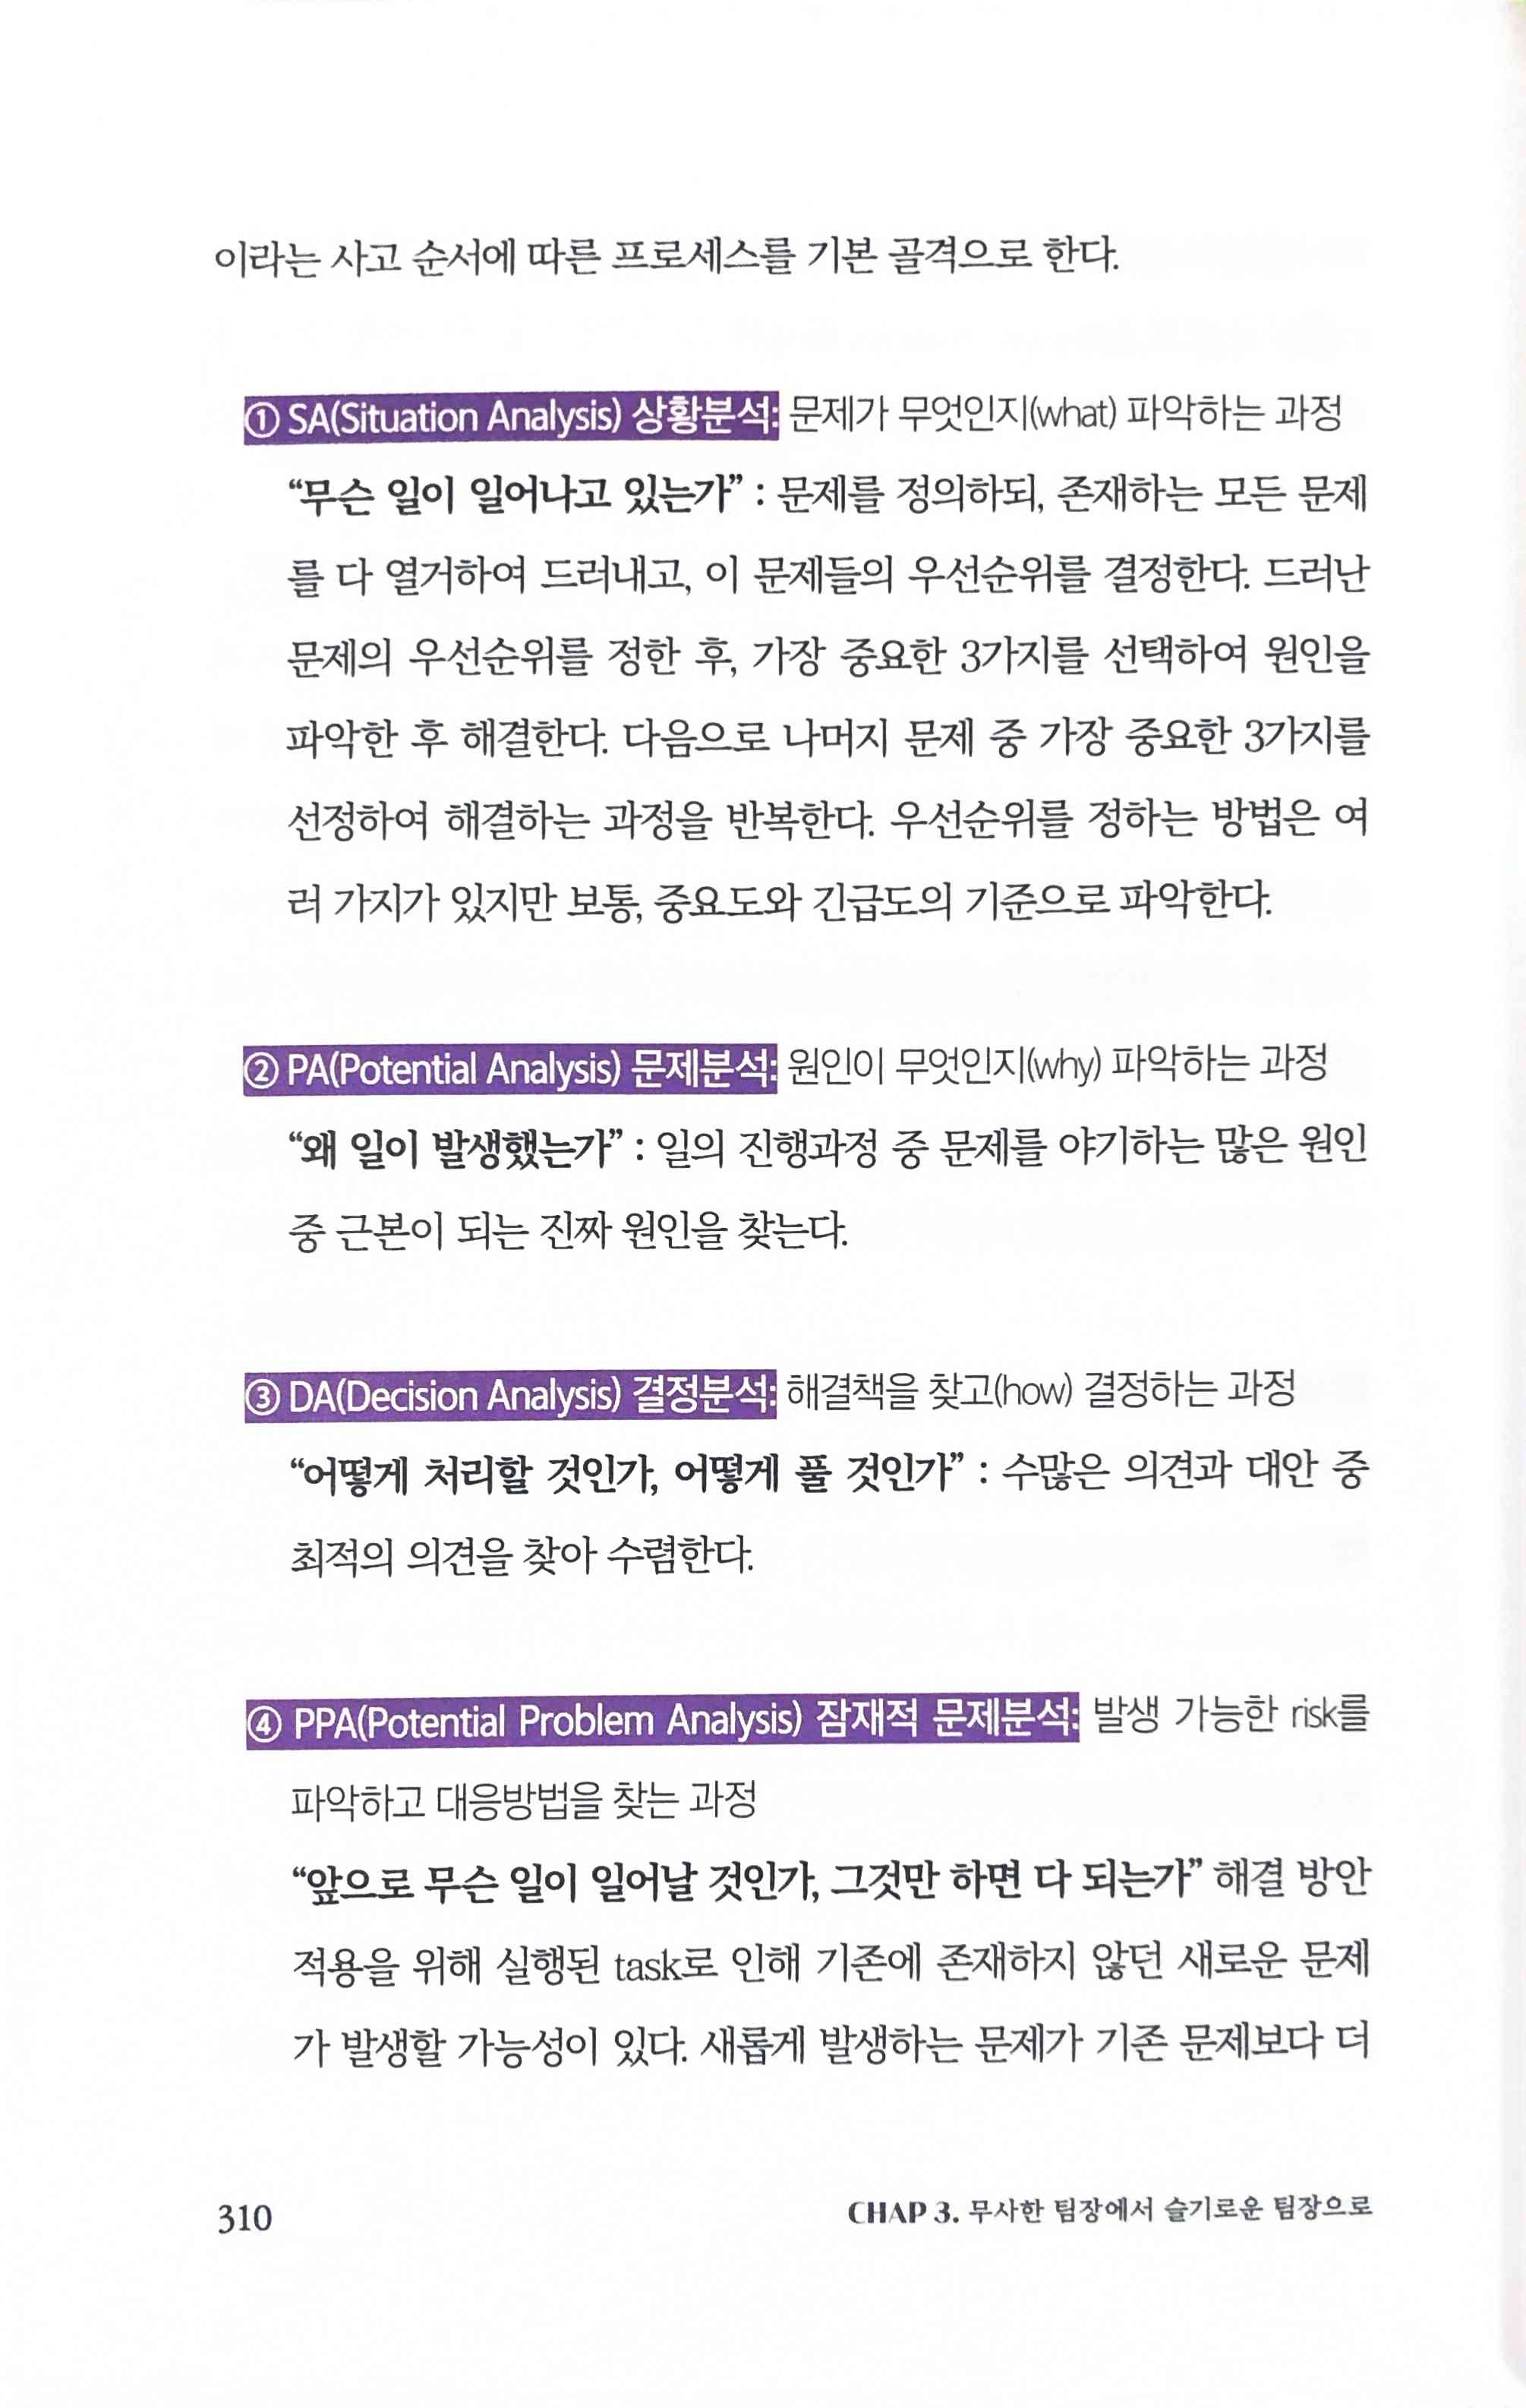 이라는 사고 순서에 따른 프로세스를 기본 골격으로 한다.
① SA(Situation Analysis) 상황분석: 문제가 무엇인지(what) 파악하는 과정
“무슨 일이 일어나고 있는가” : 문제를 정의하되, 존재하는 모든 문제
를 다 열거하여 드러내고, 이 문제들의 우선순위를 결정한다. 드러난
문제의 우선순위를 정한 후, 가장 중요한 3가지를 선택하여 원인을
파악한 후 해결한다. 다음으로 나머지 문제 중 가장 중요한 3가지를
선정하여 해결하는 과정을 반복한다. 우선순위를 정하는 방법은 여
러 가지가 있지만 보통, 중요도와 긴급도의 기준으로 파악한다.
② PA(Potential Analysis) 문제분석: 원인이 무엇인지(why) 파악하는 과정
“왜 일이 발생했는가” : 일의 진행과정 중 문제를 야기하는 많은 원인
중 근본이 되는 진짜 원인을 찾는다.
③ DA(Decision Analysis) 결정분석: 해결책을 찾고(how) 결정하는 과정
“어떻게 처리할 것인가, 어떻게 풀 것인가” : 수많은 의견과 대안 중
최적의 의견을 찾아 수렴한다.
④ PPA(Potential Problem Analysis) 잠재적 문제분석: 발생 가능한 risk를
파악하고 대응방법을 찾는 과정
“앞으로 무슨 일이 일어날 것인가, 그것만 하면 다 되는가” 해결 방안
적용을 위해 실행된 task로 인해 기존에 존재하지 않던 새로운 문제
가 발생할 가능성이 있다. 새롭게 발생하는 문제가 기존 문제보다 더
310
CHAP 3. 무사한 팀장에서 슬기로운 팀장으로